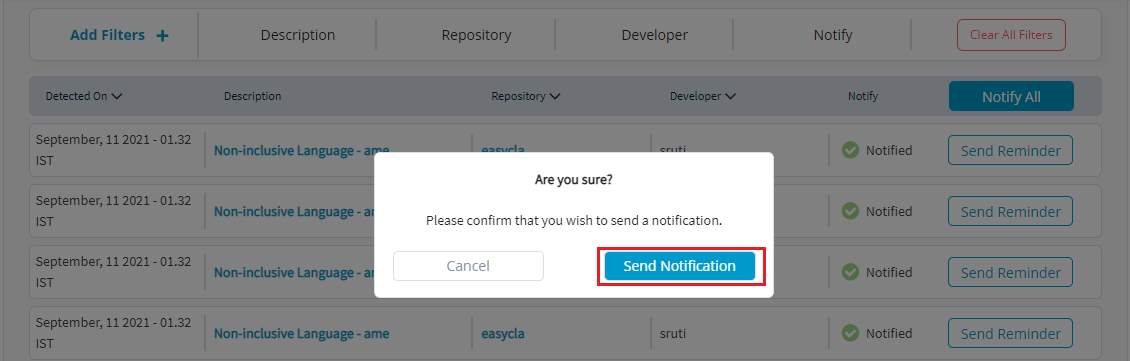 Add Filters +
Description
Repository
Developer
Notify
Clear All Filters
Detected On
Description
Repository
Developer
Notify
Notify All
September, 11 2021 - 01.32
IST
Non-inclusive Language - ame
easycla
sruti
Notified
Send Reminder
September, 11 2021 - 01.32
IST
Non-inclusive Language - am
Notified
Send Reminder
September, 11 2021 - 01.32
IST
Non-inclusive Language - am
Notified
Send Reminder
September, 11 2021 - 01.32
IST
Non-inclusive Language - ame
easycla
sruti
Notified
Send Reminder
Are you sure?
Please confirm that you wish to send a notification.
Cancel
Send Notification